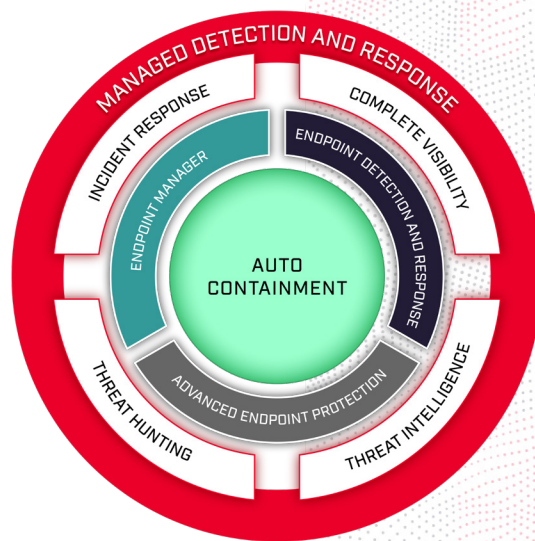 MANAGED DETECTION AND RESPONSE
INCIDENT RESPONSE
COMPLETE VISIBILITY
ENDPOINT MANAGER
ENDPOINT DETECTION AND RESPONSE
AUTO
CONTAINMENT
ADVANCED ENDPOINT PROTECTION
THREAT HUNTING
THREAT INTELLIGENCE